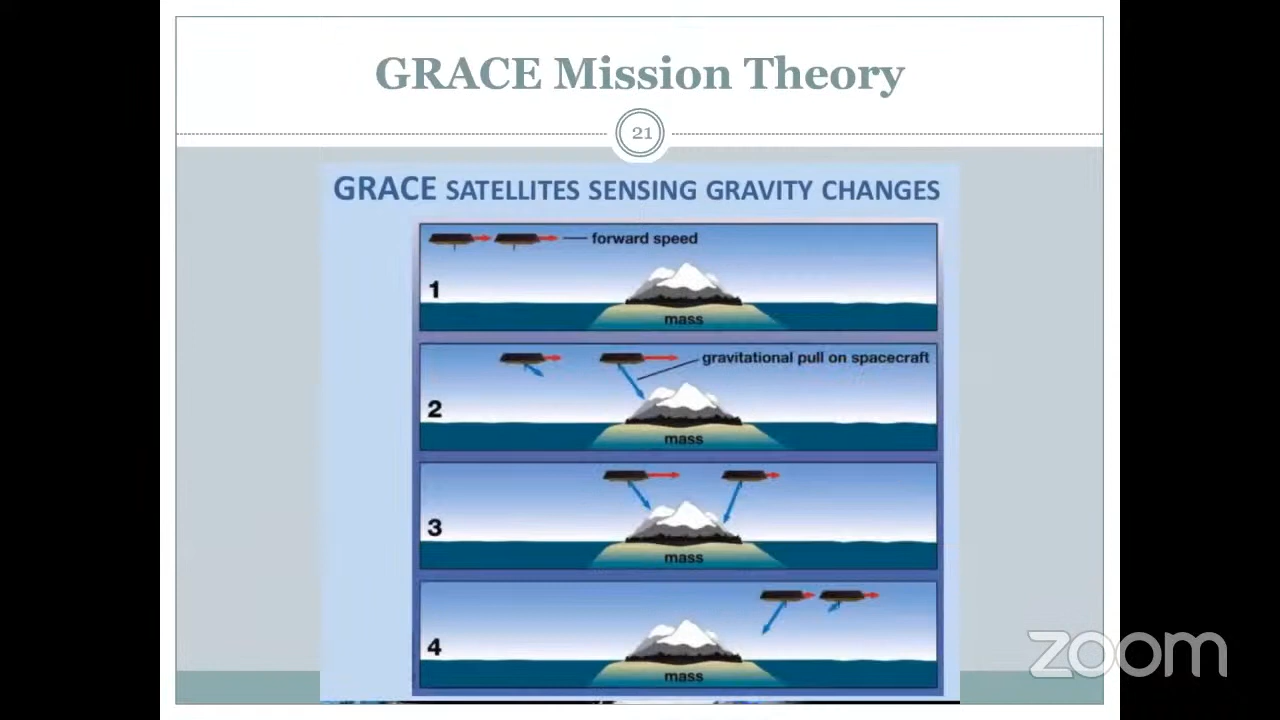 GRACE Mission Theory
21
GRACE SATELLITES SENSING GRAVITY CHANGES
forward speed
1
mass
gravitational pull on spacecraft
2
mass
3
mass
4
mass
zoom